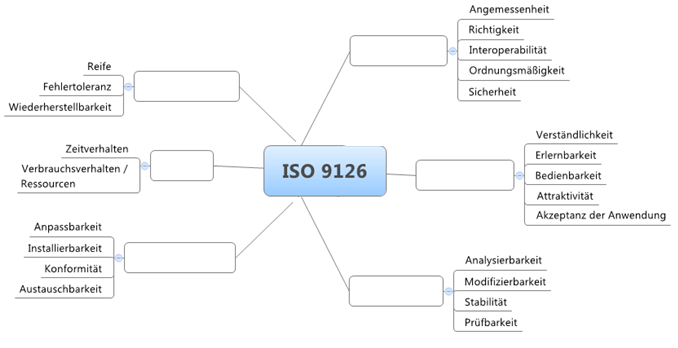 Angemessenheit
Richtigkeit
Interoperabilität
Ordnungsmäßigkeit
Sicherheit
Reife
Fehlertoleranz
Wiederherstellbarkeit
Zeitverhalten
Verbrauchsverhalten /
Ressourcen
ISO 9126
Verständlichkeit
Erlernbarkeit
Bedienbarkeit
Attraktivität
Akzeptanz der Anwendung
Anpassbarkeit
Installierbarkeit
Konformität
Austauschbarkeit
Analysierbarkeit
Modifizierbarkeit
Stabilität
Prüfbarkeit